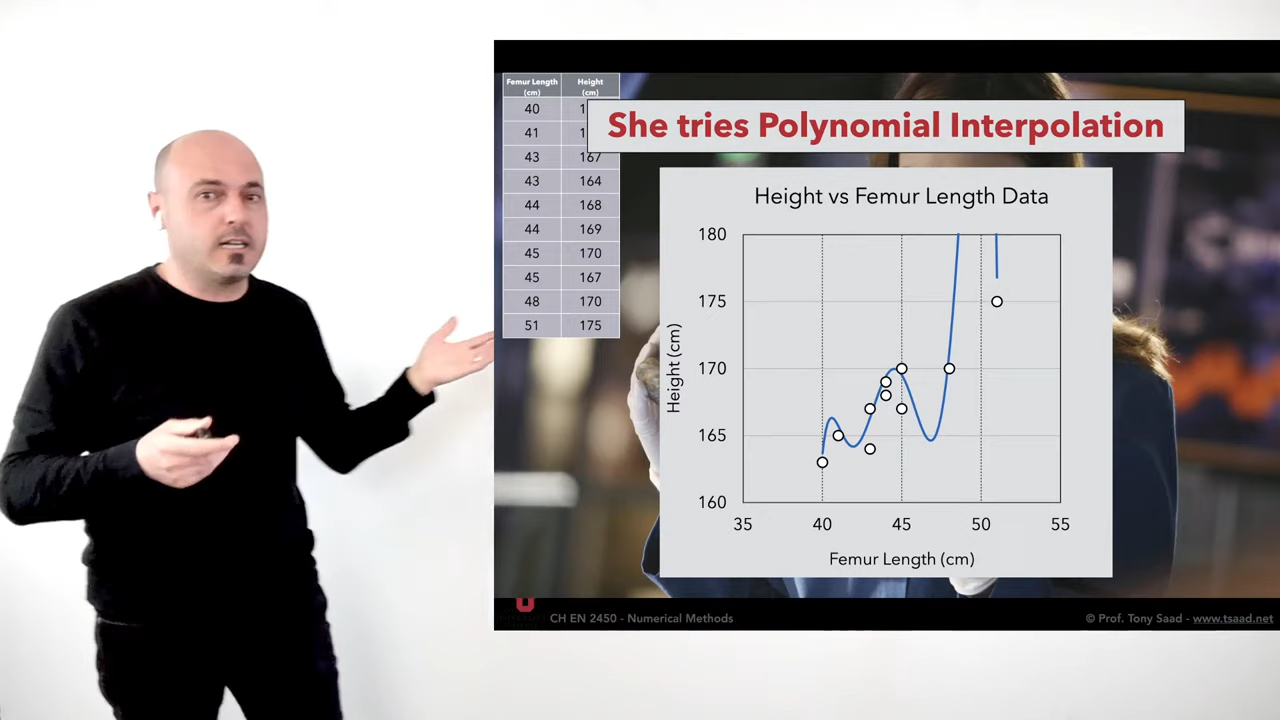 Femur Length (cm) Height (cm)
40
41
43 167
43 164
44 168
44 169
45 170
45 167
48 170
51 175
She tries Polynomial Interpolation
Height vs Femur Length Data
180
175
170
165
160
35 40 45 50 55
Height (cm)
Femur Length (cm)
CH EN 2450 - Numerical Methods
© Prof. Tony Saad - www.tsaad.net